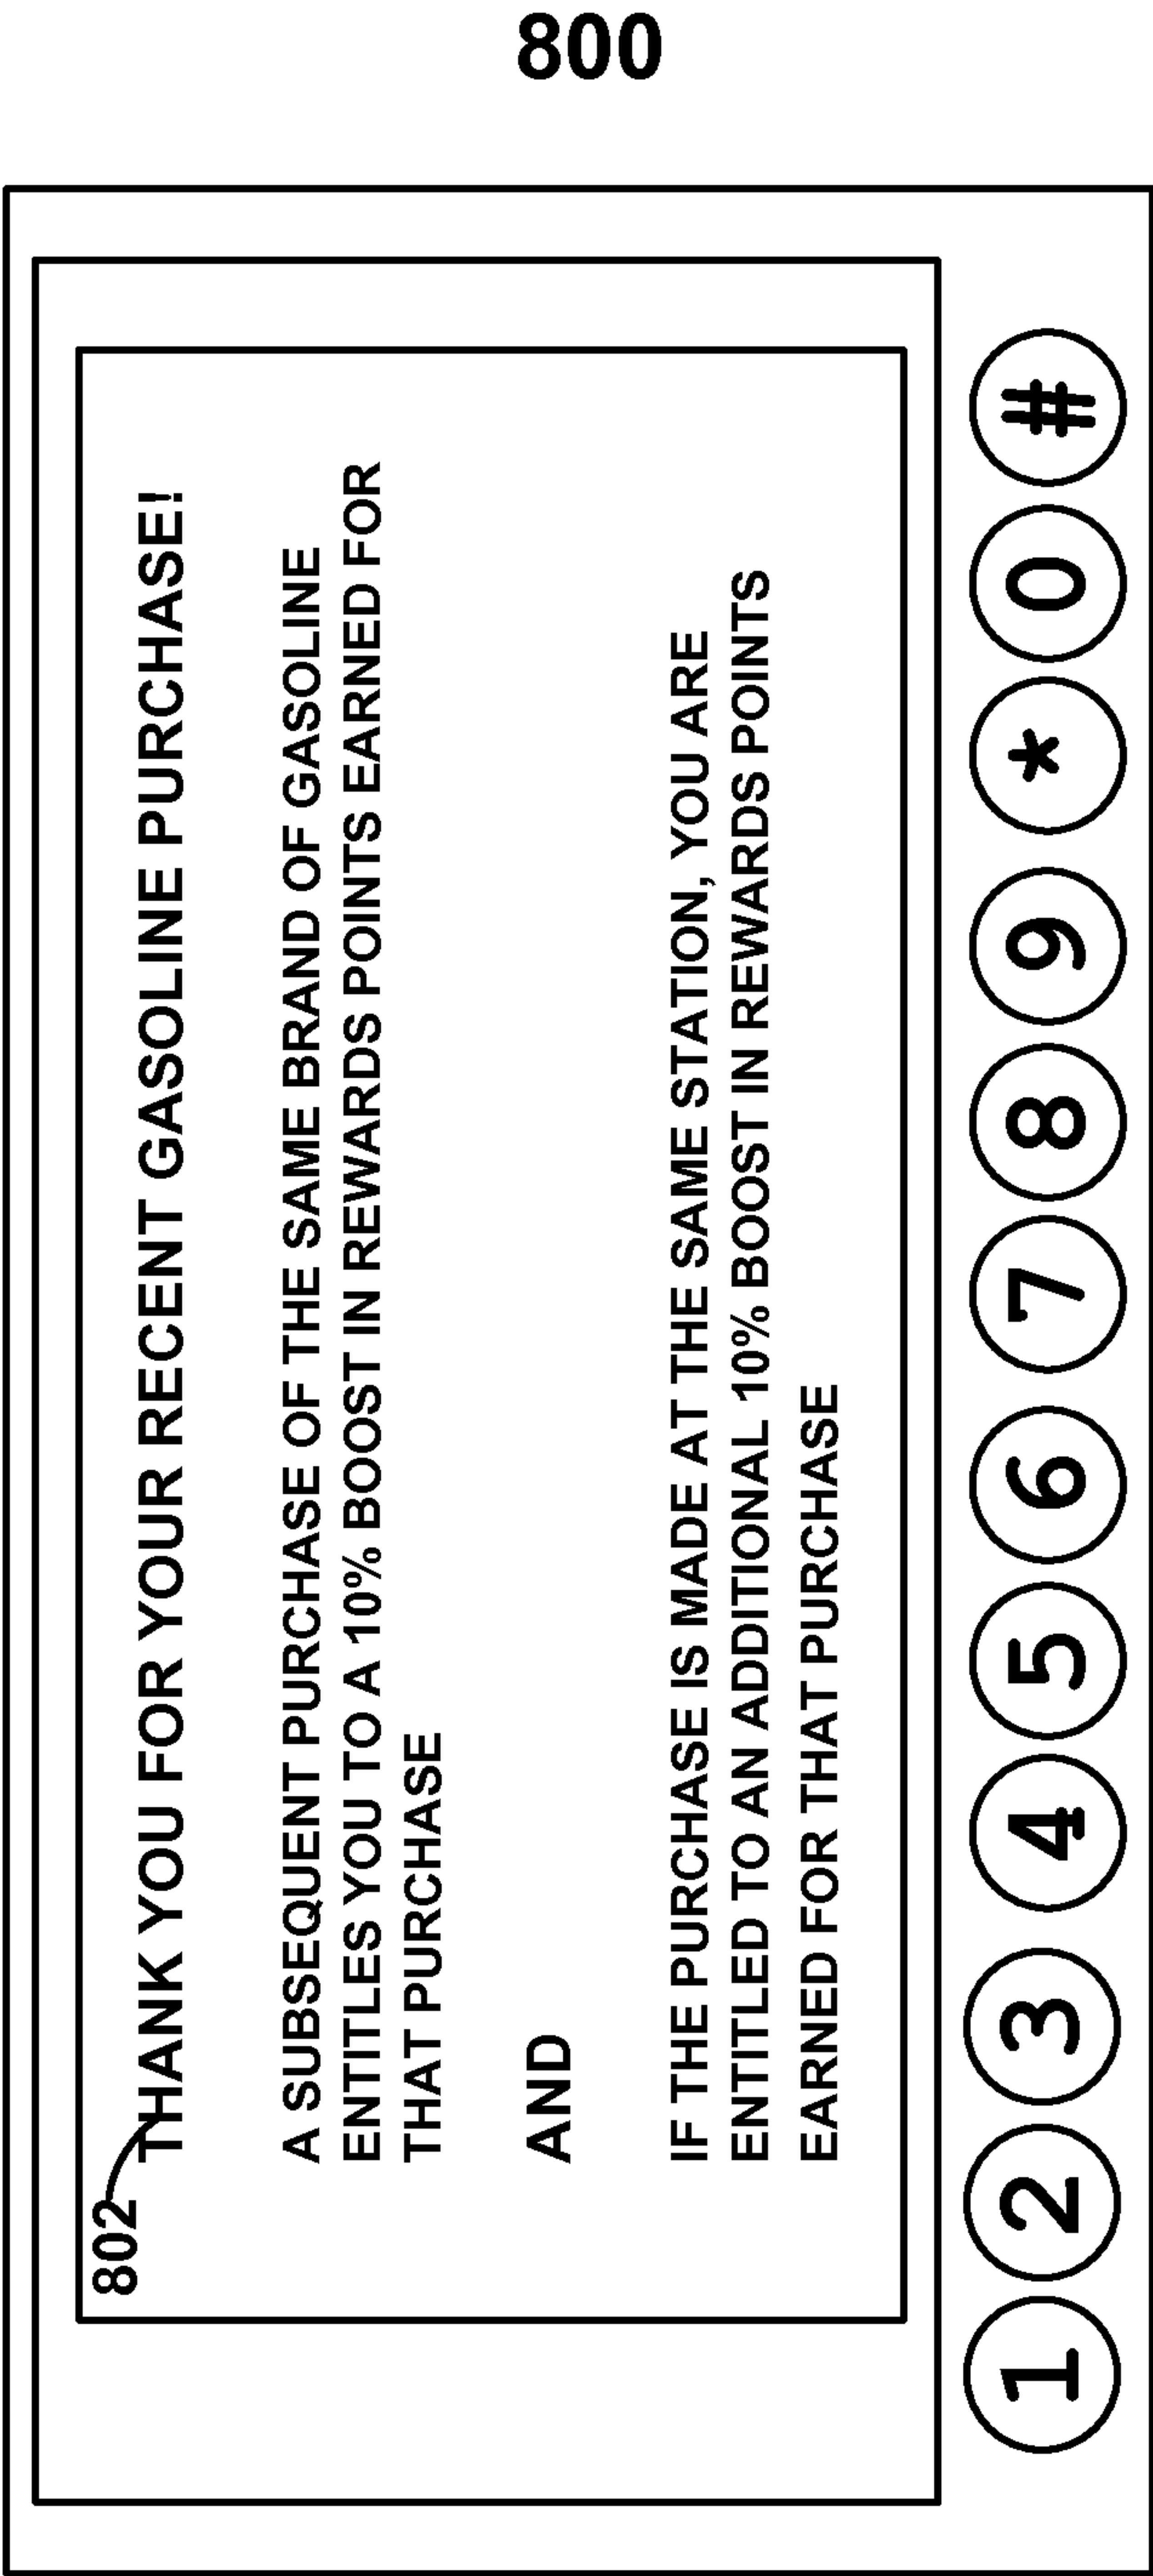 800
802
THANK YOU FOR YOUR RECENT GASOLINE PURCHASE!
A SUBSEQUENT PURCHASE OF THE SAME BRAND OF GASOLINE
ENTITLES YOU TO A 10% BOOST IN REWARDS POINTS EARNED FOR
THAT PURCHASE
AND
IF THE PURCHASE IS MADE AT THE SAME STATION, YOU ARE
ENTITLED TO AN ADDITIONAL 10% BOOST IN REWARDS POINTS
EARNED FOR THAT PURCHASE
1 2 3 4 5 6 7 8 9 * 0 #